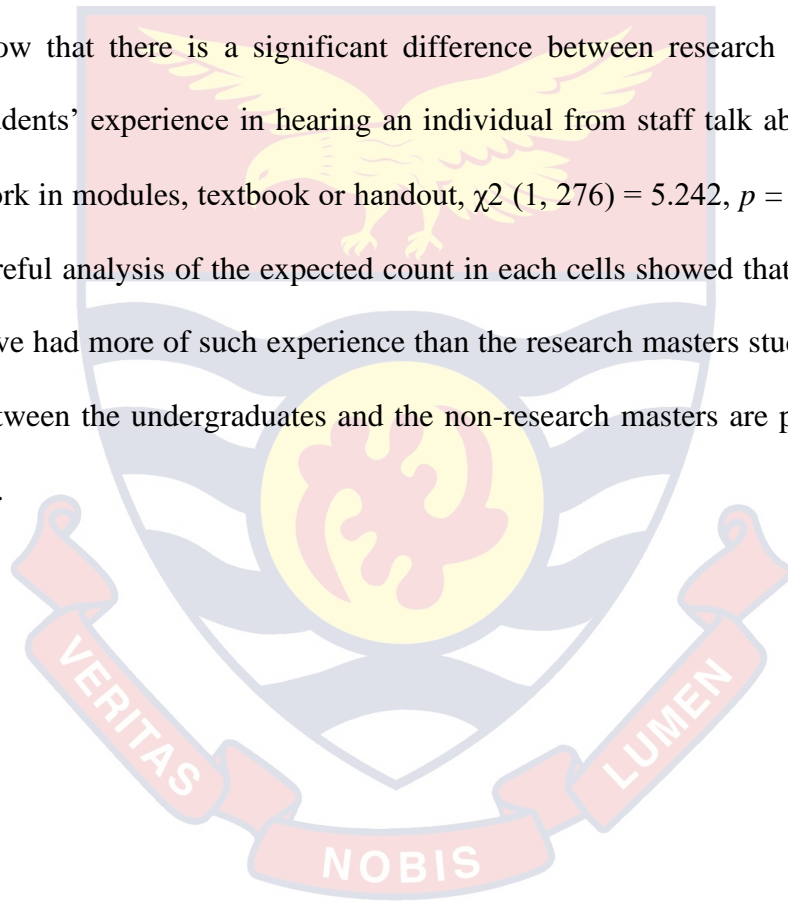 ow that there is a significant difference between research
idents’ experience in hearing an individual from staff talk ab
ork in modules, textbook or handout, χ2 (1, 276) = 5.242, p =
reful analysis of the expected count in each cells showed that
ve had more of such experience than the research masters stud
tween the undergraduates and the non-research masters are p
.
VERITAS
NOBIS
LUMEN